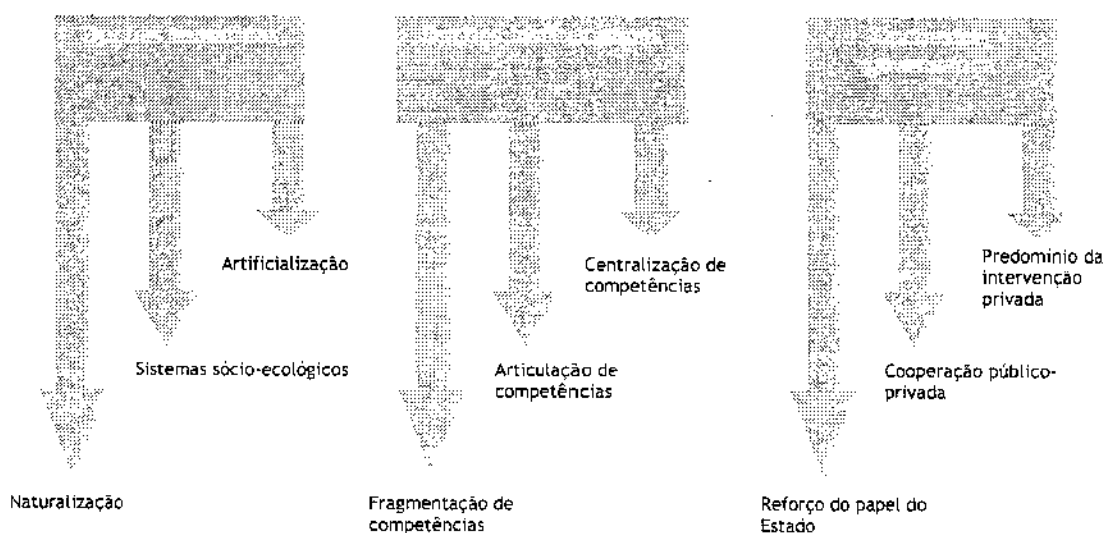 Artificialização
Sistemas sócio-ecológicos
Naturalização
Centralização de
competências
Articulação de
competências
Fragmentação de
competências
Predomínio da
intervenção
privada
Cooperação público-
privada
Reforço do papel do
Estado